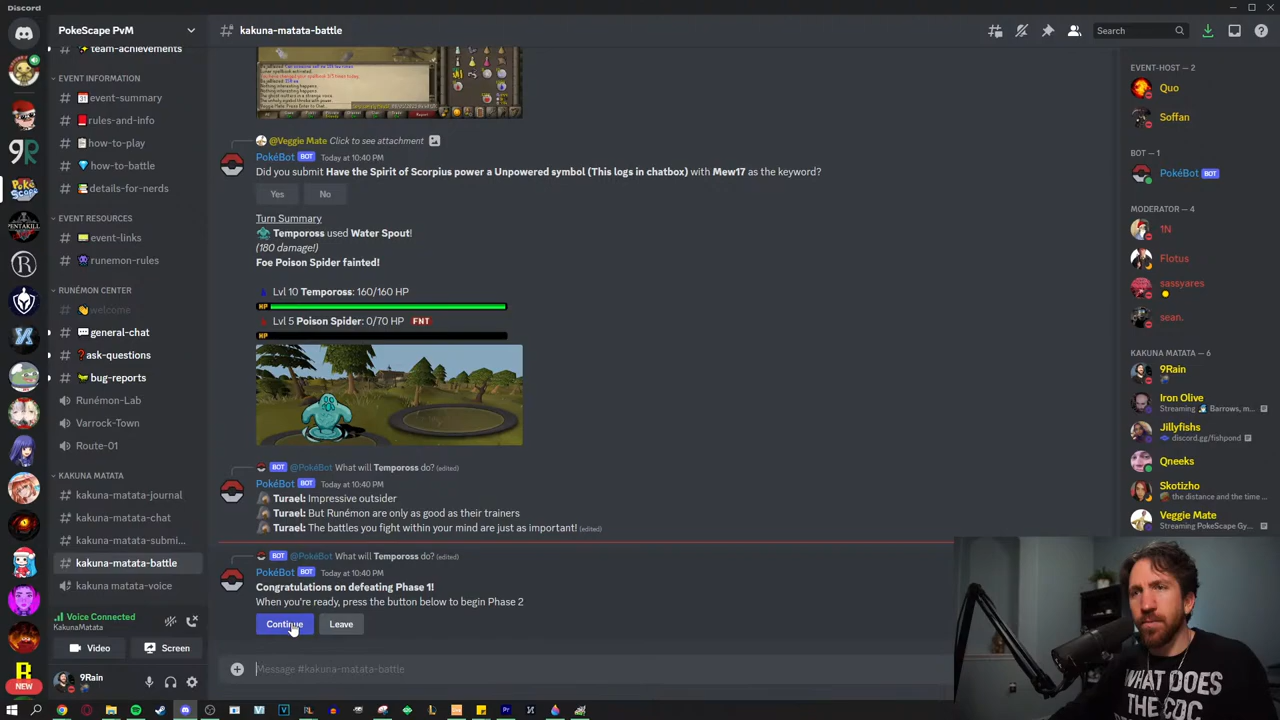 Discord
PokeScape PvM
kakuna-matata-battle
Search
team-achievements
EVENT INFORMATION
event-summary
rules-and-info
how-to-play
how-to-battle
details-for-nerds
EVENT RESOURCES
event-links
runemon-rules
RUNÉMON CENTER
welcome
general-chat
ask-questions
bug-reports
Runémon-Lab
Varrock-Town
Route-01
KAKUNA MATATA
kakuna-matata-journal
kakuna-matata-chat
kakuna-matata-submi...
kakuna-matata-battle
kakuna matata-voice
Voice Connected
KakunaMatata
Video
Screen
9Rain
NEW
@Veggie Mate Click to see attachment
PokéBot BOT Today at 10:40 PM
Did you submit Have the Spirit of Scorpius power a Unpowered symbol (This logs in chatbox) with Mew17 as the keyword?
Yes
No
Turn Summary
Tempoross used Water Spout!
(180 damage!)
Foe Poison Spider fainted!
Lvl 10 Tempoross: 160/160 HP
HP
Lvl 5 Poison Spider: 0/70 HP FNT
HP
BOT @PokéBot What will Tempoross do? (edited)
PokéBot BOT Today at 10:40 PM
Turael: Impressive outsider
Turael: But Runémon are only as good as their trainers
Turael: The battles you fight within your mind are just as important! (edited)
BOT @PokéBot What will Tempoross do? (edited)
PokéBot BOT Today at 10:40 PM
Congratulations on defeating Phase 1!
When you're ready, press the button below to begin Phase 2
Continue
Leave
Message #kakuna-matata-battle
EVENT-HOST — 2
Quo
Soffan
BOT — 1
PokéBot BOT
MODERATOR — 4
1N
Flotus
sassyares
sean.
KAKUNA MATATA — 6
9Rain
Iron Olive
Streaming Barrows, m...
Jillyfishs
discord.gg/fishpond
Qneeks
Skotizho
the distance and the time ...
Veggie Mate
Streaming PokeScape Gy...
WHAT DOES
THE COC